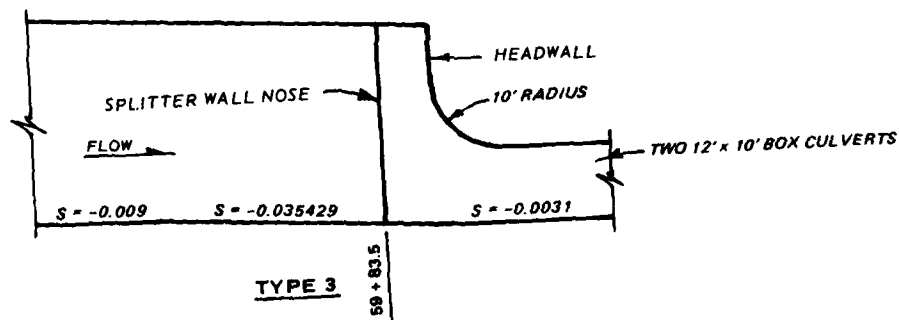 HEADWALL
SPLITTER WALL NOSE
10' RADIUS
FLOW
TWO 12' x 10' BOX CULVERTS
S = -0.009
S = -0.035429
S = -0.0031
TYPE 3
59 + 83.5